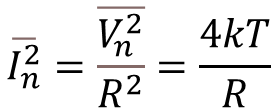 $\overline{I_n^2} = \frac{\overline{V_n^2}}{R^2} = \frac{4kT}{R}$